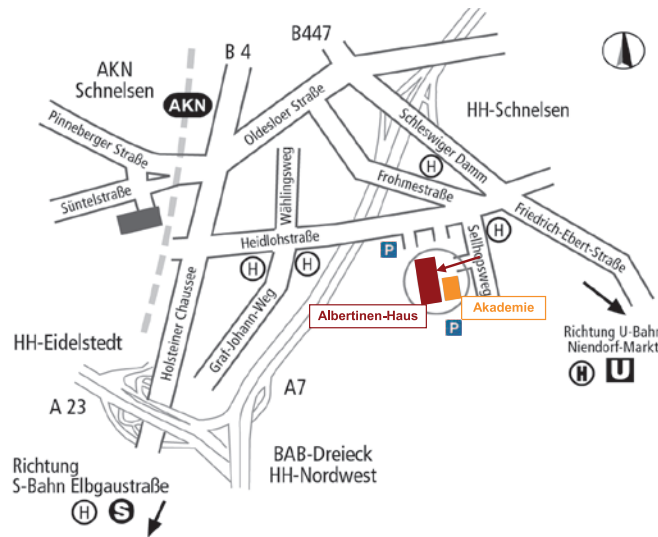 B447
B 4
AKN
Schnelsen
AKN
Oldesloer Straße
HH-Schnelsen
Pinneberger Straße
Schleswiger Damm
H
Süntelstraße
Wählingsweg
Frohmestraße
Heidlohstraße
P
Sellhopsweg
H
Friedrich-Ebert-Straße
H
H
Holsteiner Chaussee
Graf-Johann-Weg
Albertinen-Haus
Akademie
P
Richtung U-Bahn
Niendorf-Markt
H U
HH-Eidelstedt
A 23
A7
BAB-Dreieck
HH-Nordwest
Richtung
S-Bahn Elbgaustraße
H S